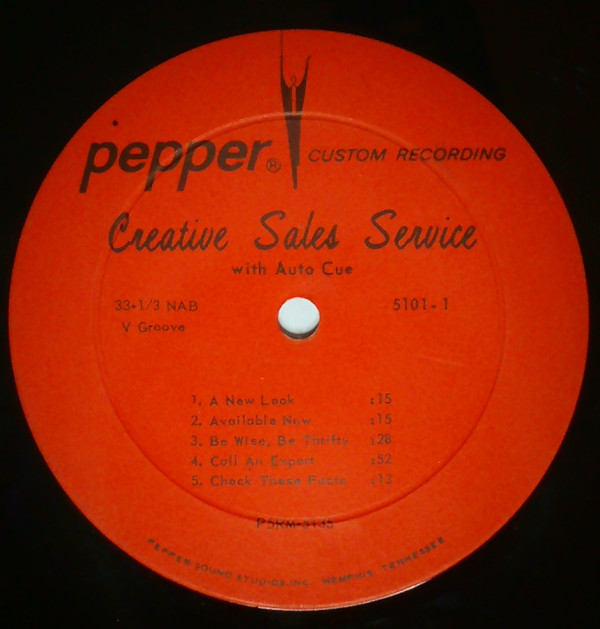 pepper® CUSTOM RECORDING
Creative Sales Service
with Auto Cue
33-1/3 NAB
V Groove
5101-1
1. A New Look :15
2. Available Now :15
3. Be Wise, Be Thrifty :28
4. Call An Expert :52
5. Check These Facts :13
PEPPER SOUND STUDIOS, INC. MEMPHIS, TENNESSEE